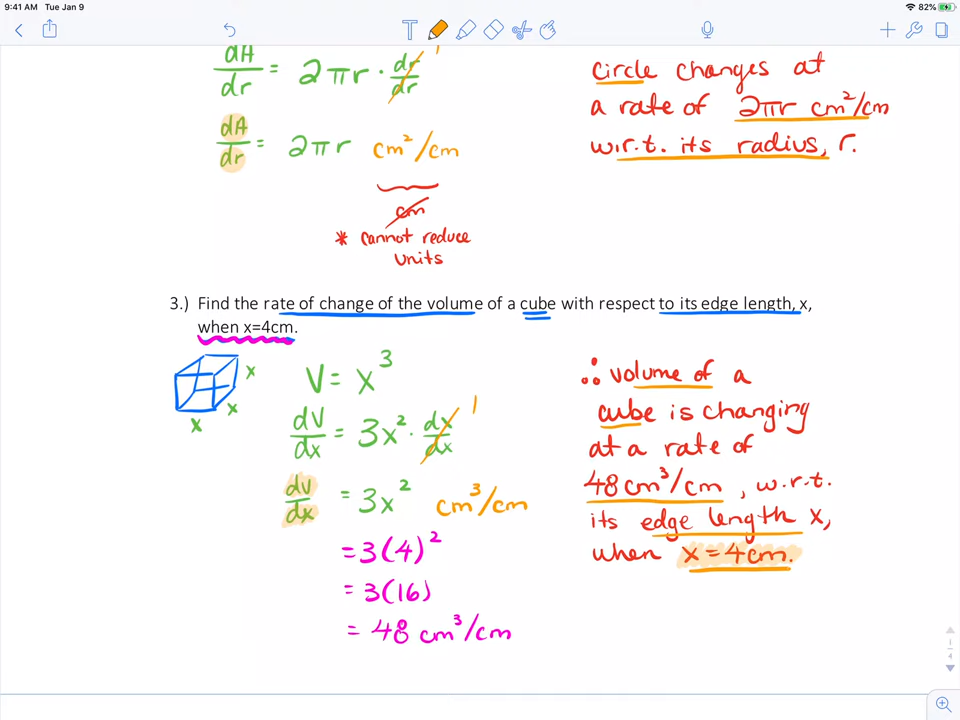 9:41 AM Tue Jan 9
82%
dA/dr = 2πr · dr/dr 1
dA/dr = 2πr cm²/cm
cm
* cannot reduce
units
circle changes at
a rate of 2πr cm²/cm
w.r.t. its radius, r.
3.) Find the rate of change of the volume of a cube with respect to its edge length, x,
when x=4cm.
x
x
x
V = x³
dV/dx = 3x² · dx/dx 1
dV/dx = 3x² cm³/cm
= 3(4)²
= 3(16)
= 48 cm³/cm
∴ volume of a
cube is changing
at a rate of
48 cm³/cm, w.r.t.
its edge length x,
when x = 4cm.
1
4